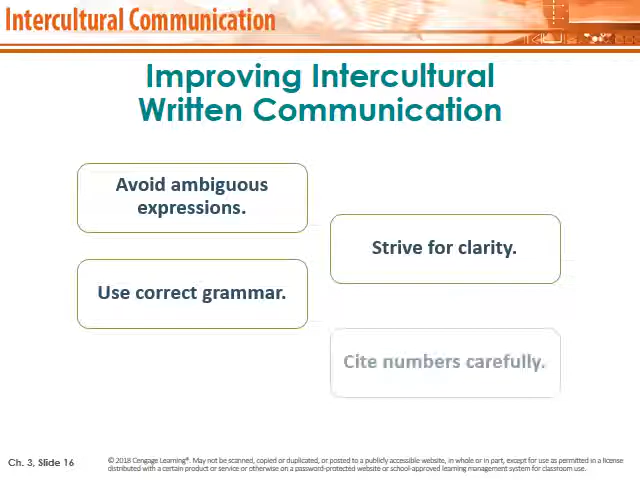 Intercultural Communication
Improving Intercultural
Written Communication
Avoid ambiguous
expressions.
Strive for clarity.
Use correct grammar.
Cite numbers carefully.
Ch. 3, Slide 16
© 2018 Cengage Learning®. May not be scanned, copied or duplicated, or posted to a publicly accessible website, in whole or in part, except for use as permitted in a license
distributed with a certain product or service or otherwise on a password-protected website or school-approved learning management system for classroom use.